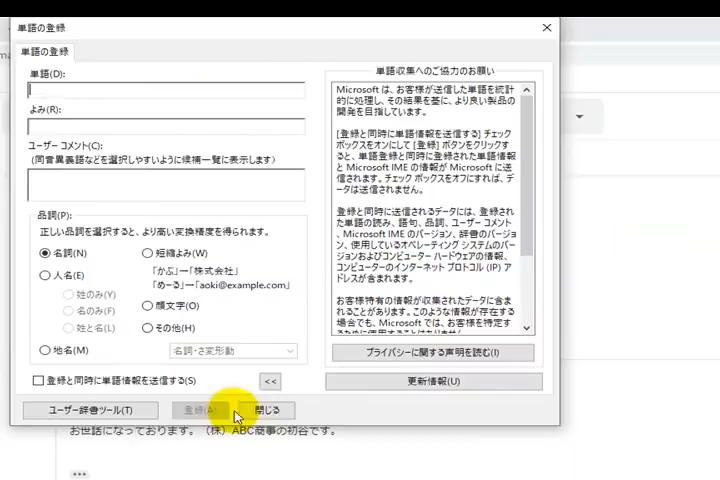 単語の登録
単語の登録
単語(D):
よみ(R):
ユーザー コメント(C):
(同音異義語などを選択しやすいように候補一覧に表示します)
品詞(P):
正しい品詞を選択すると、より高い変換精度を得られます。
名詞(N)
短縮よみ(W)
人名(E)
「かぶ」→「株式会社」
「めーる」→「aoki@example.com」
姓のみ(Y)
名のみ(F)
顔文字(O)
姓と名(L)
その他(H)
地名(M)
名詞・さ変形動
登録と同時に単語情報を送信する(S)
<<
ユーザー辞書ツール(T)
登録(A)
閉じる
単語収集へのご協力のお願い
Microsoft は、お客様が送信した単語を統計
的に処理し、その結果を基に、より良い製品の
開発を目指しています。
[登録と同時に単語情報を送信する] チェック
ボックスをオンにして [登録] ボタンをクリックす
ると、単語登録と同時に登録された単語情報
と Microsoft IME の情報が Microsoft に送
信されます。チェック ボックスをオフにすれば、デ
ータは送信されません。
登録と同時に送信されるデータには、登録され
た単語の読み、語句、品詞、ユーザー コメン
ト、Microsoft IME のバージョン、辞書のバージョ
ン、使用しているオペレーティング システムのバー
ジョンおよびコンピューター ハードウェアの情報、
コンピューターのインターネット プロトコル (IP) ア
ドレスが含まれます。
お客様特有の情報が収集されたデータに含ま
れることがあります。このような情報が存在する
場合でも、Microsoft では、お客様を特定す
るために使用することはありません
プライバシーに関する声明を読む(I)
更新情報(U)
お世話になっております。（株）ABC商事の初谷です。